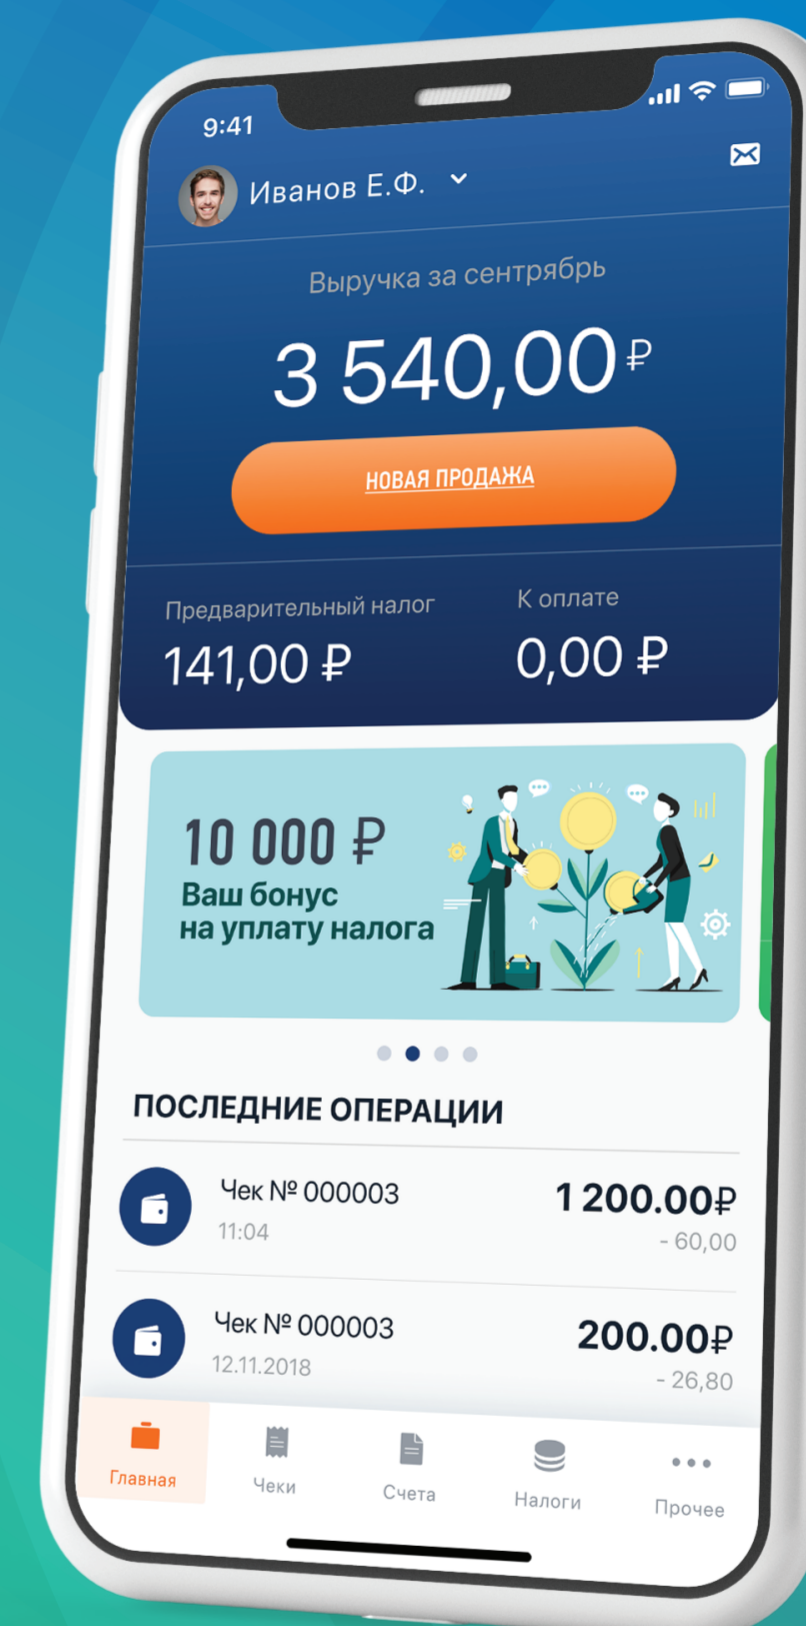 9:41
Иванов Е.Ф.
Выручка за сентрябрь
3 540,00 ₽
НОВАЯ ПРОДАЖА
Предварительный налог
К оплате
141,00 ₽
0,00 ₽
10 000 ₽
Ваш бонус
на уплату налога
ПОСЛЕДНИЕ ОПЕРАЦИИ
Чек № 000003
1 200.00₽
11:04
- 60,00
Чек № 000003
200.00₽
12.11.2018
- 26,80
Главная
Чеки
Счета
Налоги
Прочее